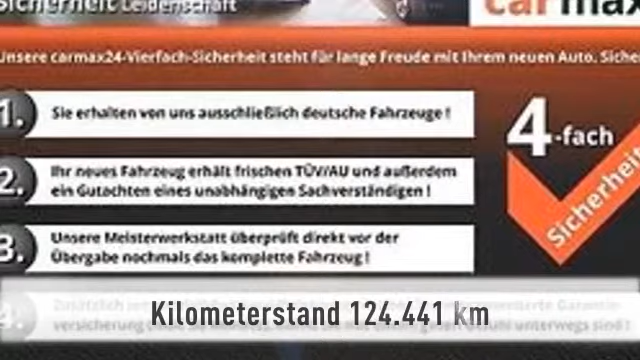 Sicherheit Leidenschaft
carmax
Unsere carmax24-Vierfach-Sicherheit steht für lange Freude mit Ihrem neuen Auto.
1. Sie erhalten von uns ausschließlich deutsche Fahrzeuge !
4-fach
Sicherheit
2. Ihr neues Fahrzeug erhält frischen TÜV/AU und außerdem
ein Gutachten eines unabhängigen Sachverständigen !
3. Unsere Meisterwerkstatt überprüft direkt vor der
Übergabe nochmals das komplette Fahrzeug !
4.
Kilometerstand 124.441 km